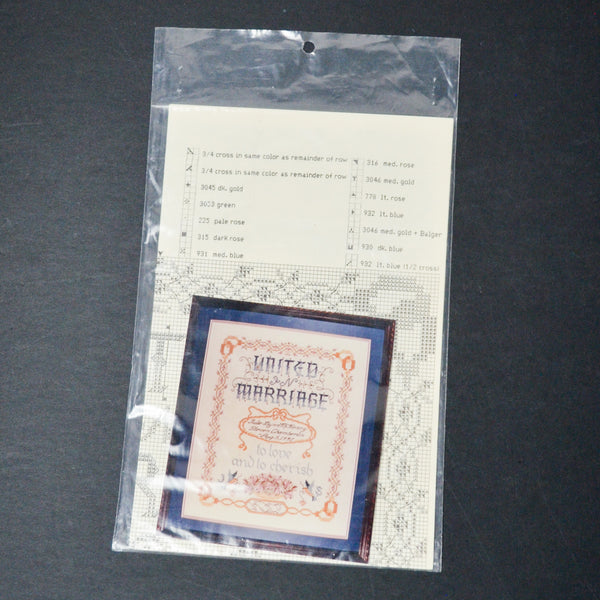 3/4 cross in same color as remainder of row
3/4 cross in same color as remainder of row
3045 dk. gold
3023 green
225 pale rose
315 dark rose
931 med. blue
316 med. rose
3046 med. gold
778 lt. rose
932 lt. blue
3046 med. gold + Balger
930 dk. blue
932 lt. blue (1/2 cross)
UNITED
IN
MARRIAGE
to love
and to cherish